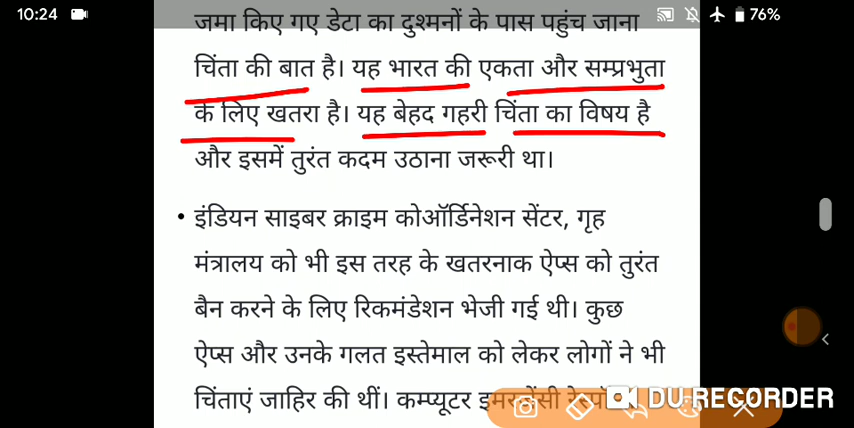 10:24
76%
जमा किए गए डेटा का दुश्मनों के पास पहुंच जाना
चिंता की बात है। यह भारत की एकता और सम्प्रभुता
के लिए खतरा है। यह बेहद गहरी चिंता का विषय है
और इसमें तुरंत कदम उठाना जरूरी था।
• इंडियन साइबर क्राइम कोऑर्डिनेशन सेंटर, गृह
मंत्रालय को भी इस तरह के खतरनाक ऐप्स को तुरंत
बैन करने के लिए रिकमंडेशन भेजी गई थी। कुछ
ऐप्स और उनके गलत इस्तेमाल को लेकर लोगों ने भी
चिंताएं जाहिर की थीं। कम्प्यूटर इमरजेंसी
DU RECORDER